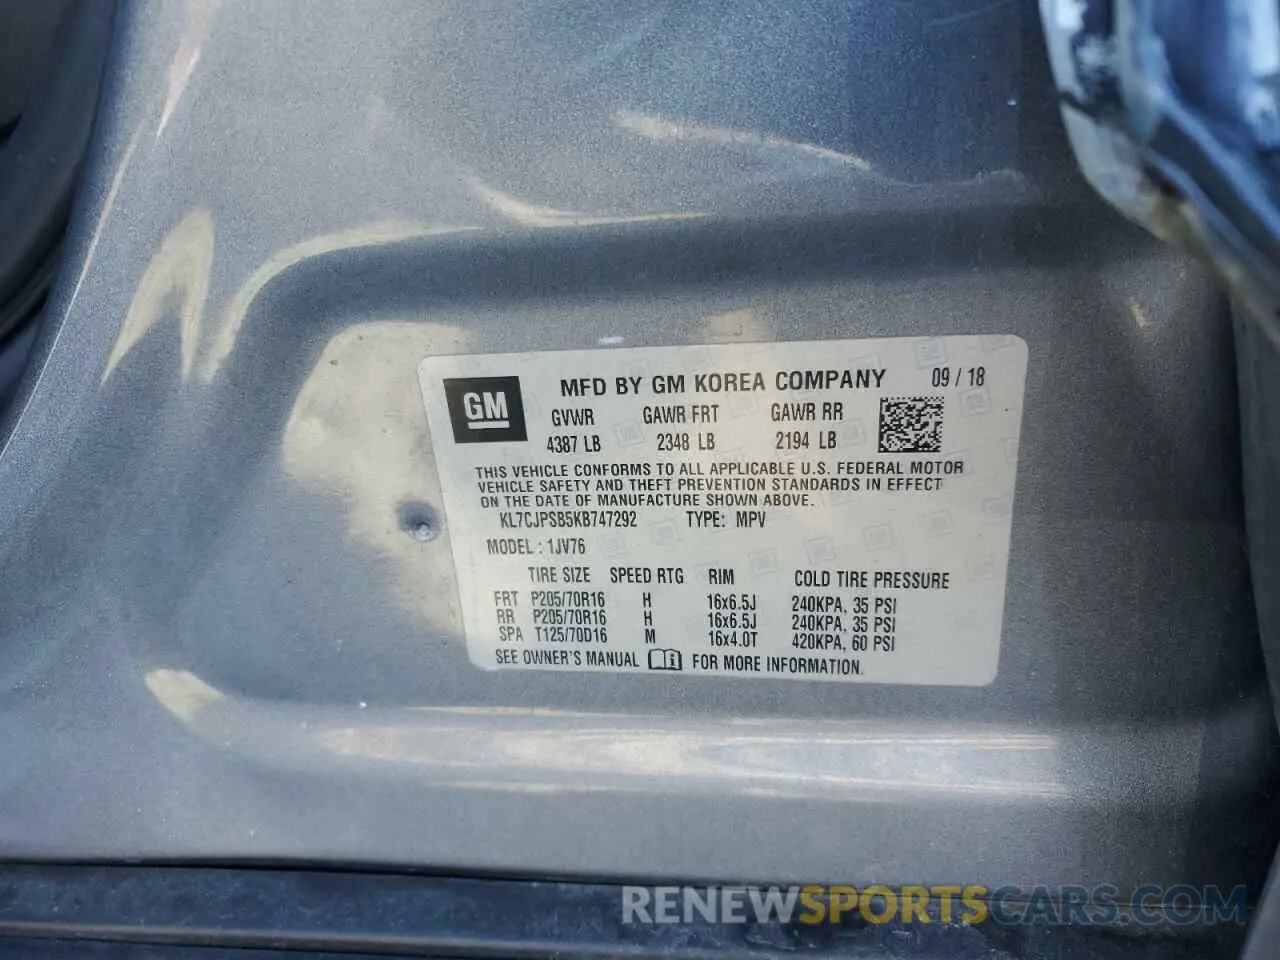 GM
MFD BY GM KOREA COMPANY 09 / 18
GVWR GAWR FRT GAWR RR
4387 LB 2348 LB 2194 LB
THIS VEHICLE CONFORMS TO ALL APPLICABLE U.S. FEDERAL MOTOR
VEHICLE SAFETY AND THEFT PREVENTION STANDARDS IN EFFECT
ON THE DATE OF MANUFACTURE SHOWN ABOVE.
KL7CJPSB5KB747292 TYPE: MPV
MODEL : 1JV76
TIRE SIZE SPEED RTG RIM COLD TIRE PRESSURE
FRT P205/70R16 H 16x6.5J 240KPA, 35 PSI
RR P205/70R16 H 16x6.5J 240KPA, 35 PSI
SPA T125/70D16 M 16x4.0T 420KPA, 60 PSI
SEE OWNER'S MANUAL FOR MORE INFORMATION.
RENEWSPORTSCARS.COM